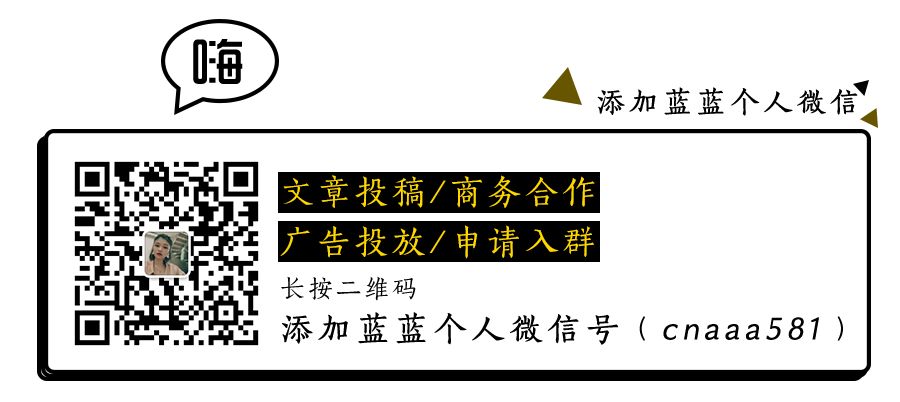 嗨
添加蓝蓝个人微信
文章投稿/商务合作
广告投放/申请入群
长按二维码
添加蓝蓝个人微信号（cnaaa581）